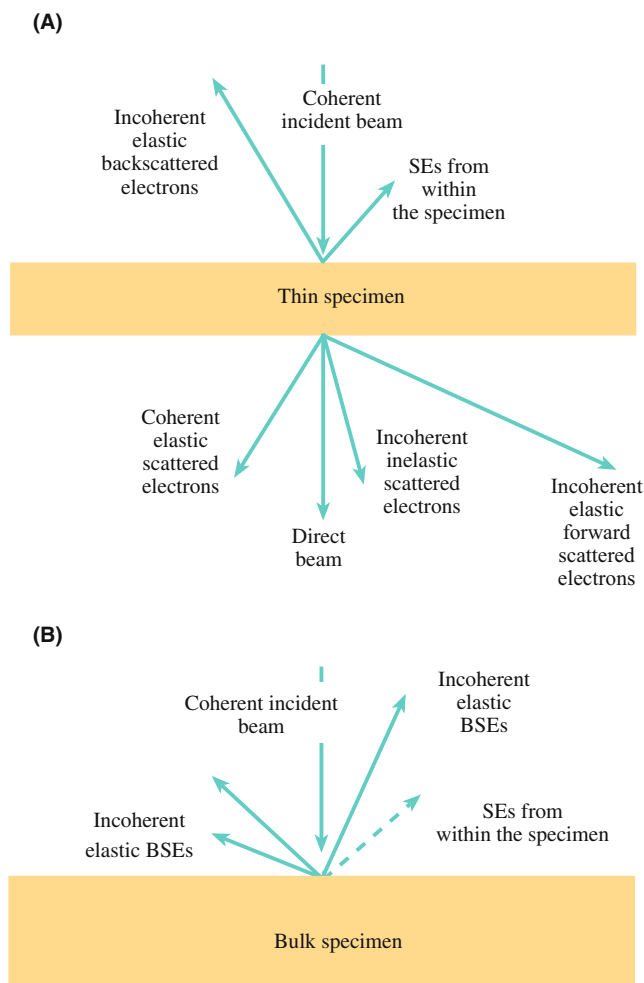 (A)
Coherent
incident beam
Incoherent
elastic
backscattered
electrons
SEs from
within
the specimen
Thin specimen
Coherent
elastic
scattered
electrons
Direct
beam
Incoherent
inelastic
scattered
electrons
Incoherent
elastic
forward
scattered
electrons
(B)
Coherent incident
beam
Incoherent
elastic
BSEs
Incoherent
elastic BSEs
SEs from
within the specimen
Bulk specimen